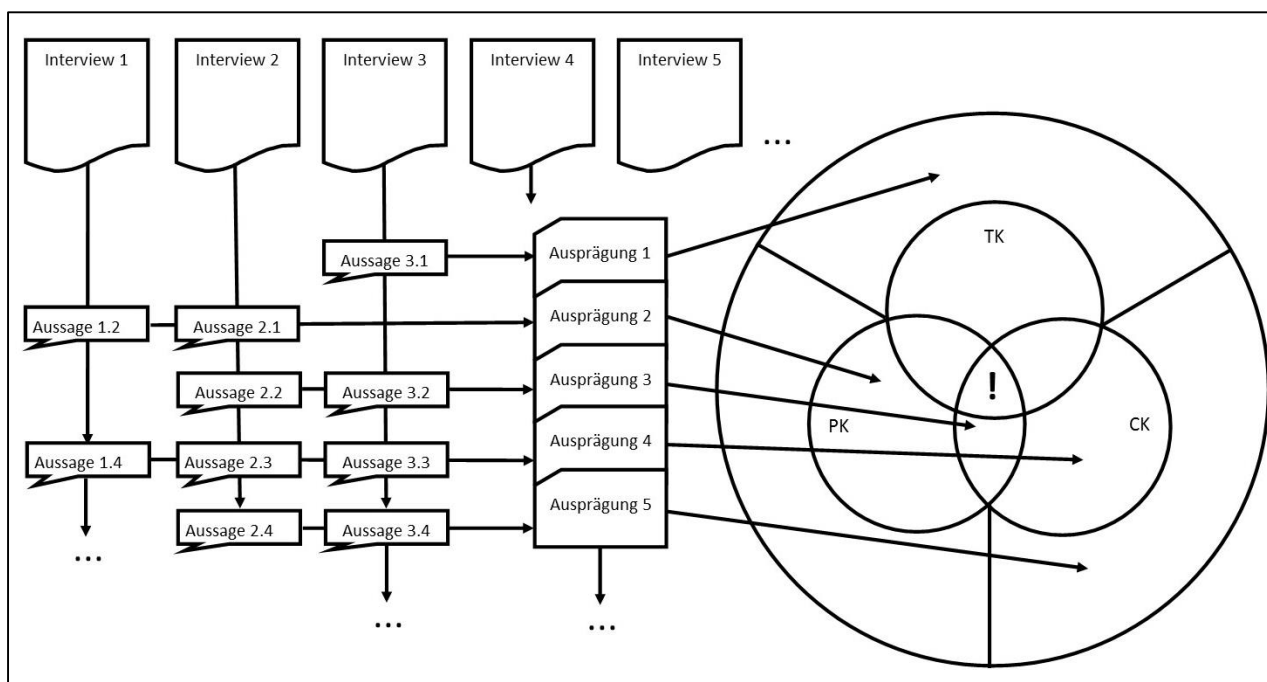 Interview 1
Interview 2
Interview 3
Interview 4
Interview 5
...
Aussage 3.1
Ausprägung 1
TK
Aussage 1.2
Aussage 2.1
Ausprägung 2
Aussage 2.2
Aussage 3.2
Ausprägung 3
!
PK
CK
Aussage 1.4
Aussage 2.3
Aussage 3.3
Ausprägung 4
Aussage 2.4
Aussage 3.4
Ausprägung 5
...
...
...